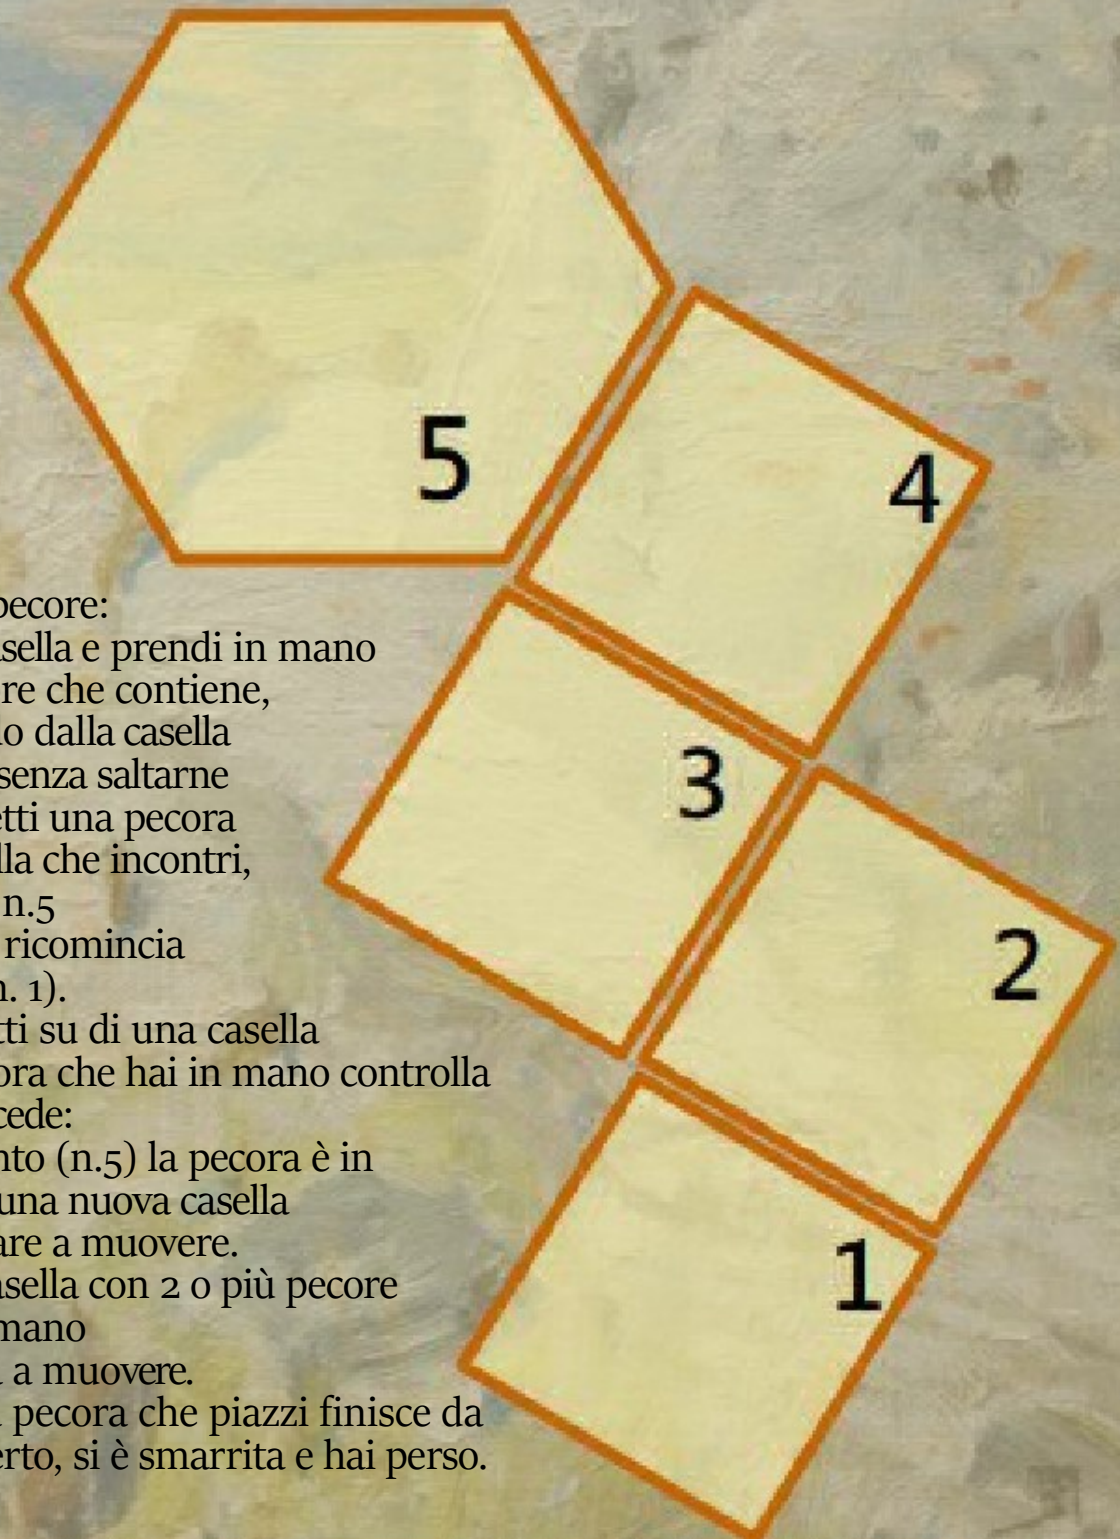 5
4
3
2
1
pecore:
sella e prendi in mano
re che contiene,
o dalla casella
senza saltarne
etti una pecora
lla che incontri,
n.5
ricomincia
n. 1).
tti su di una casella
ora che hai in mano controlla
cede:
nto (n.5) la pecora è in
una nuova casella
are a muovere.
asella con 2 o più pecore
mano
a muovere.
pecora che piazzi finisce da
erto, si è smarrita e hai perso.